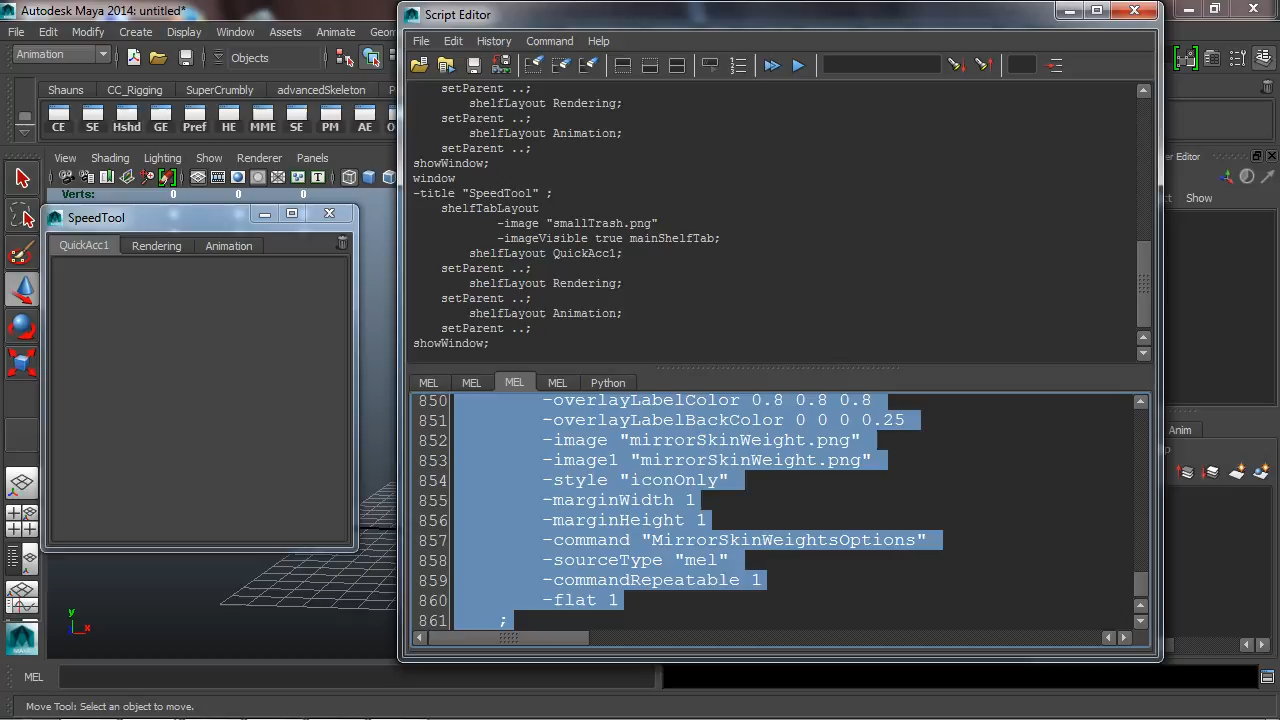 Autodesk Maya 2014: untitled*
File Edit Modify Create Display Window Assets Animate Geom
Animation
Objects
Shauns CC_Rigging SuperCrumbly advancedSkeleton
CE SE Hshd GE Pref HE MME SE PM AE
View Shading Lighting Show Renderer Panels
Verts: 0 0 0
SpeedTool
QuickAcc1 Rendering Animation
Script Editor
File Edit History Command Help
setParent ..;
shelfLayout Rendering;
setParent ..;
shelfLayout Animation;
setParent ..;
showWindow;
window
-title "SpeedTool" ;
shelfTabLayout
-image "smallTrash.png"
-imageVisible true mainShelfTab;
shelfLayout QuickAcc1;
setParent ..;
shelfLayout Rendering;
setParent ..;
shelfLayout Animation;
setParent ..;
showWindow;
MEL MEL MEL MEL Python
850 -overlayLabelColor 0.8 0.8 0.8
851 -overlayLabelBackColor 0 0 0 0.25
852 -image "mirrorSkinWeight.png"
853 -image1 "mirrorSkinWeight.png"
854 -style "iconOnly"
855 -marginWidth 1
856 -marginHeight 1
857 -command "MirrorSkinWeightsOptions"
858 -sourceType "mel"
859 -commandRepeatable 1
860 -flat 1
861 ;
Editor
Show
Anim
y
x
MEL
Move Tool: Select an object to move.